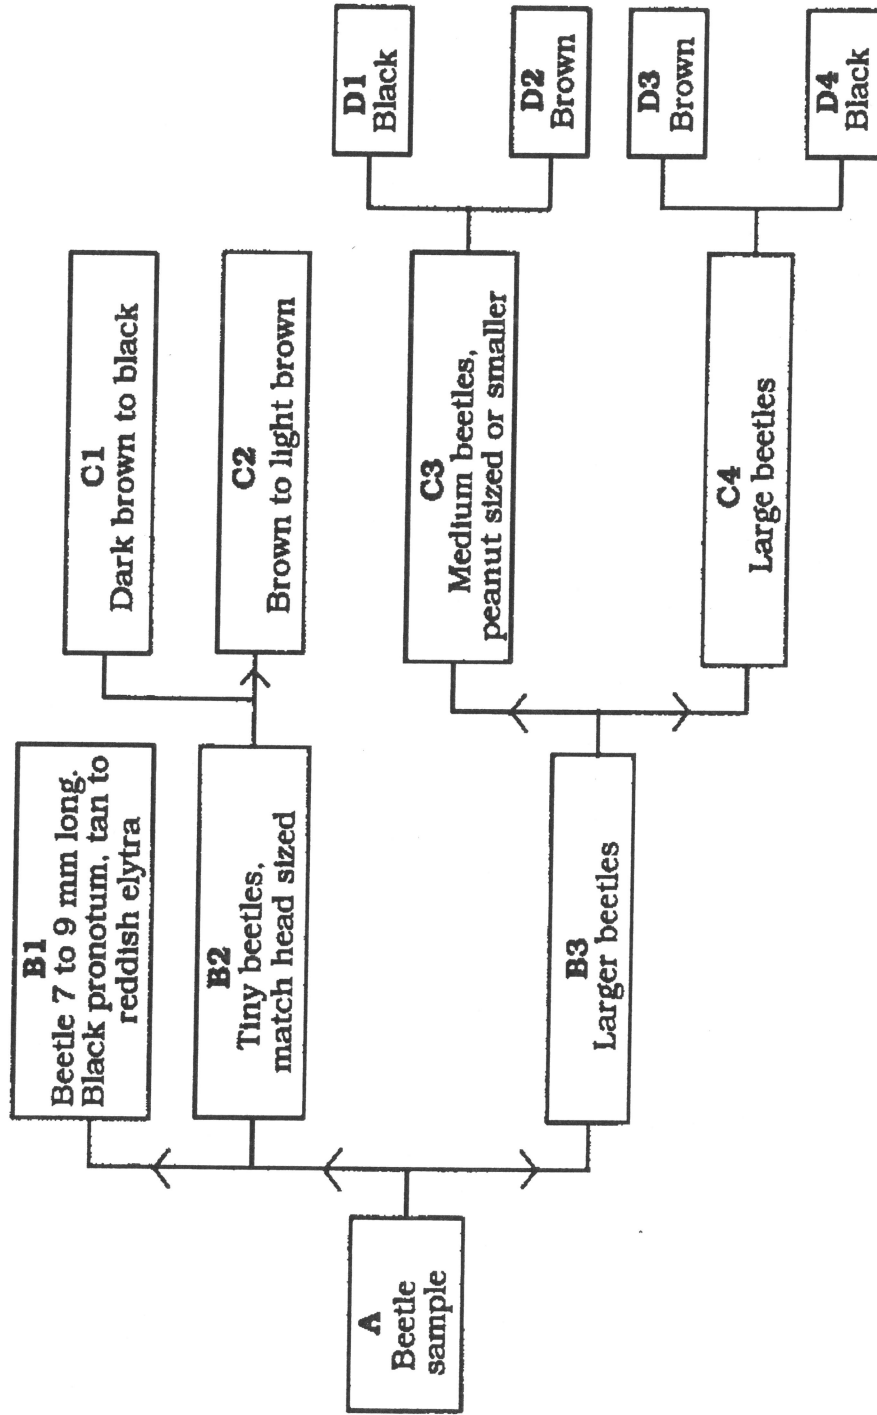 A
Beetle
sample
B1
Beetle 7 to 9 mm long.
Black pronotum, tan to
reddish elytra
B2
Tiny beetles,
match head sized
B3
Larger beetles
C1
Dark brown to black
C2
Brown to light brown
C3
Medium beetles,
peanut sized or smaller
C4
Large beetles
D1
Black
D2
Brown
D3
Brown
D4
Black